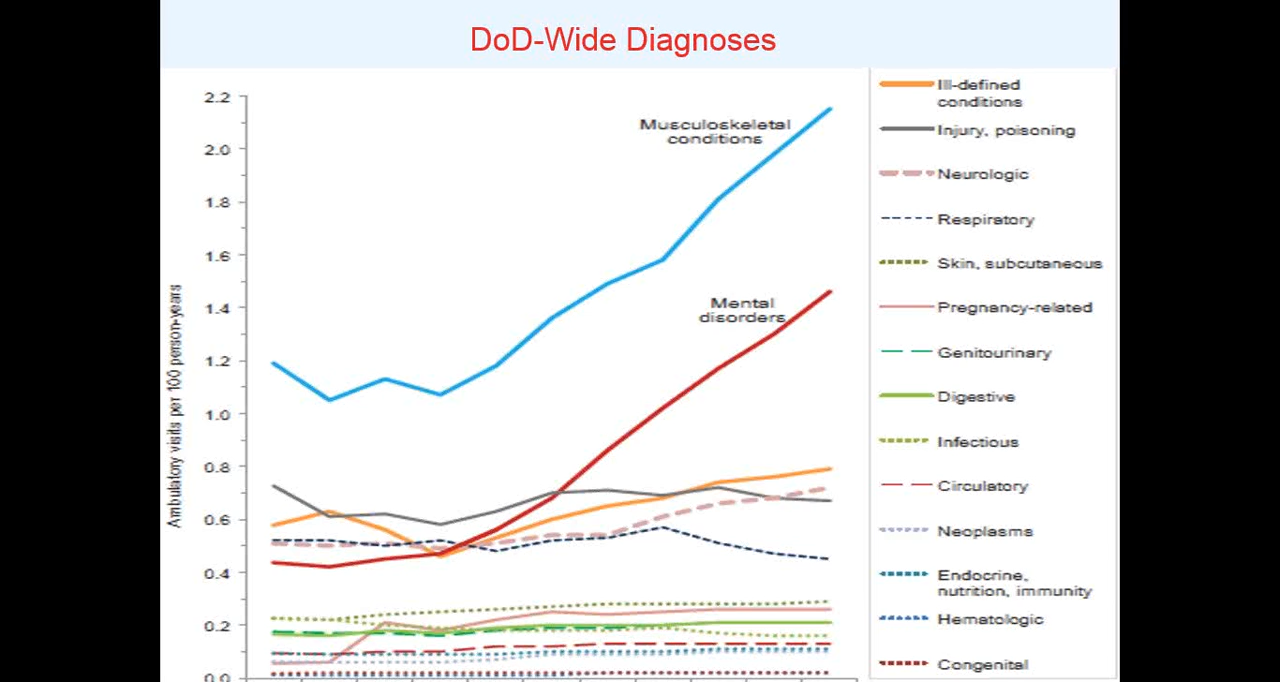 DoD-Wide Diagnoses
Ambulatory visits per 100 person-years
2.2
2.0
1.8
1.6
1.4
1.2
1.0
0.8
0.6
0.4
0.2
0.0
Musculoskeletal
conditions
Mental
disorders
Ill-defined
conditions
Injury, poisoning
Neurologic
Respiratory
Skin, subcutaneous
Pregnancy-related
Genitourinary
Digestive
Infectious
Circulatory
Neoplasms
Endocrine,
nutrition, immunity
Hematologic
Congenital